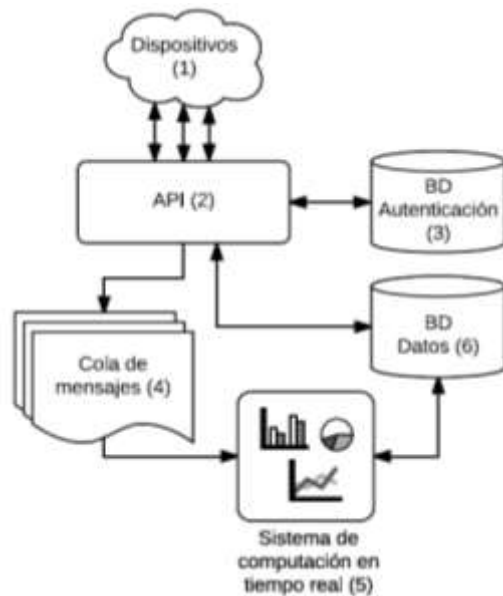 Dispositivos
(1)
API (2)
BD
Autenticación
(3)
BD
Datos (6)
Cola de
mensajes (4)
Sistema de
computación en
tiempo real (5)